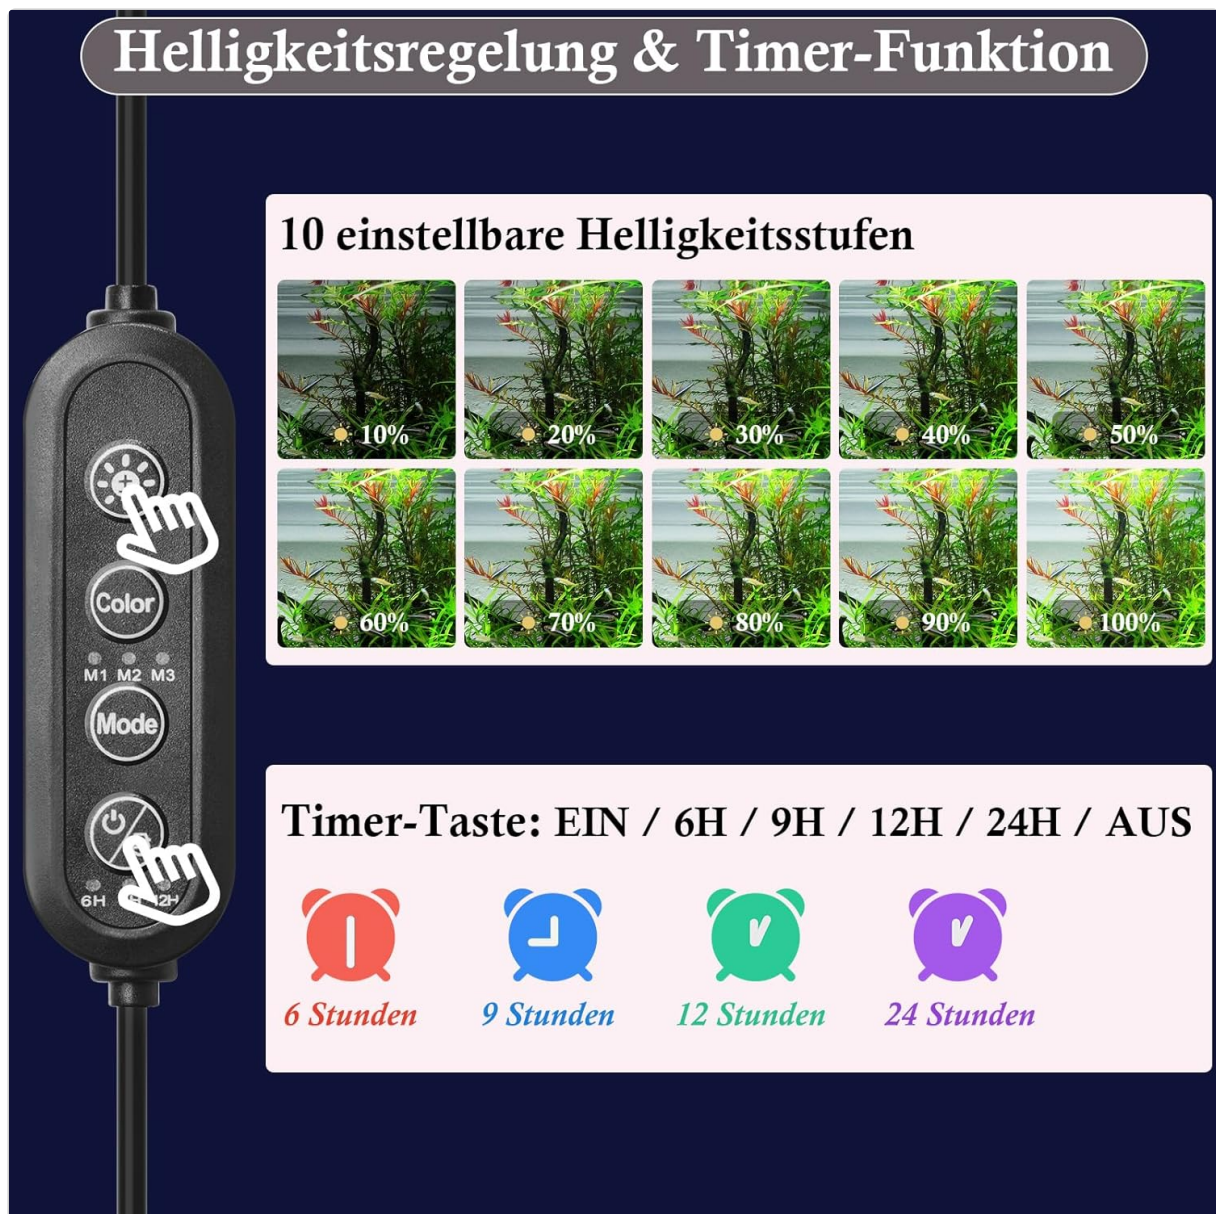 Helligkeitsregelung & Timer-Funktion
10 einstellbare Helligkeitsstufen
10% 20% 30% 40% 50%
60% 70% 80% 90% 100%
Color
M1 M2 M3
Mode
6H 12H
Timer-Taste: EIN / 6H / 9H / 12H / 24H / AUS
6 Stunden 9 Stunden 12 Stunden 24 Stunden